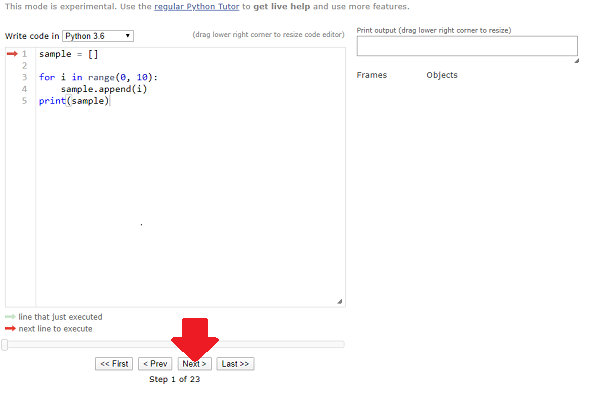 This mode is experimental. Use the regular Python Tutor to get live help and use more features.
Write code in Python 3.6
(drag lower right corner to resize code editor)
1 sample = []
2
3 for i in range(0, 10):
4     sample.append(i)
5 print(sample)
line that just executed
next line to execute
<< First < Prev Next > Last >>
Step 1 of 23
Print output (drag lower right corner to resize)
Frames Objects